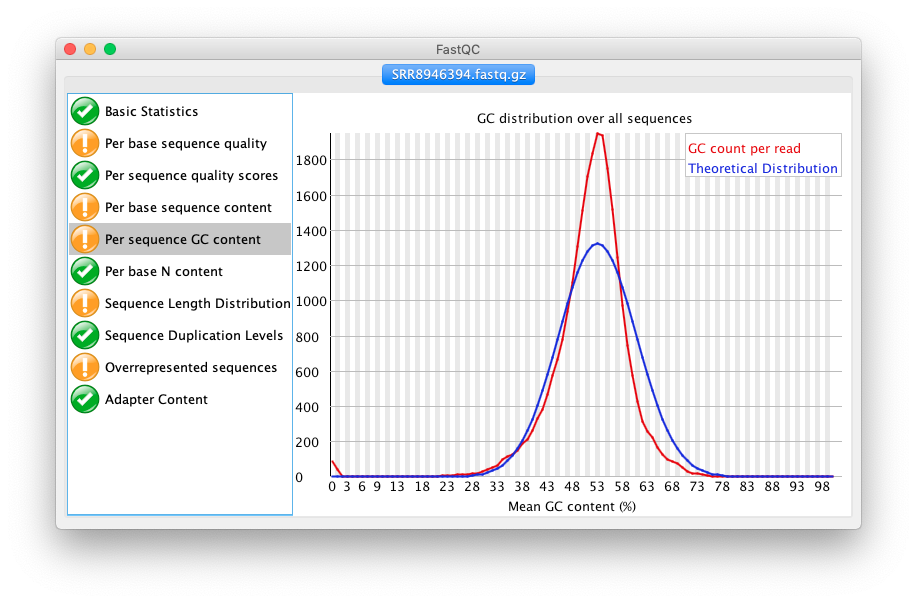 FastQC
SRR8946394.fastq.gz
Basic Statistics
Per base sequence quality
Per sequence quality scores
Per base sequence content
Per sequence GC content
Per base N content
Sequence Length Distribution
Sequence Duplication Levels
Overrepresented sequences
Adapter Content
GC distribution over all sequences
GC count per read
Theoretical Distribution
1800
1600
1400
1200
1000
800
600
400
200
0
0 3 6 9 13 18 23 28 33 38 43 48 53 58 63 68 73 78 83 88 93 98
Mean GC content (%)